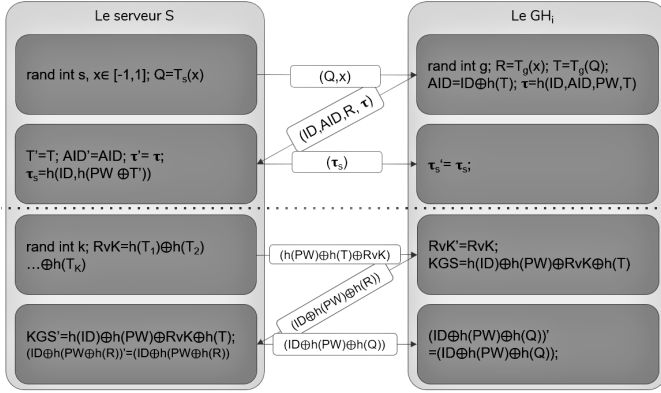 Le serveur S
Le GHi
rand int s, x∈ [-1,1]; Q=Ts(x)
(Q,x)
rand int g; R=Tg(x); T=Tg(Q);
AID=ID⊕h(T); τ=h(ID,AID,PW,T)
(ID,AID,R, τ)
T'=T; AID'=AID; τ'= τ;
τs=h(ID,h(PW ⊕T'))
(τs)
τs'= τs;
rand int k; RvK=h(T1)⊕h(T2)
...⊕h(TK)
(h(PW)⊕h(T)⊕RvK)
RvK'=RvK;
KGS=h(ID)⊕h(PW)⊕RvK⊕h(T)
(ID⊕h(PW)⊕h(R))
KGS'=h(ID)⊕h(PW)⊕RvK⊕h(T);
(ID⊕h(PW⊕h(R))'=(ID⊕h(PW⊕h(R))
(ID⊕h(PW)⊕h(Q))
(ID⊕h(PW)⊕h(Q))'
=(ID⊕h(PW)⊕h(Q));